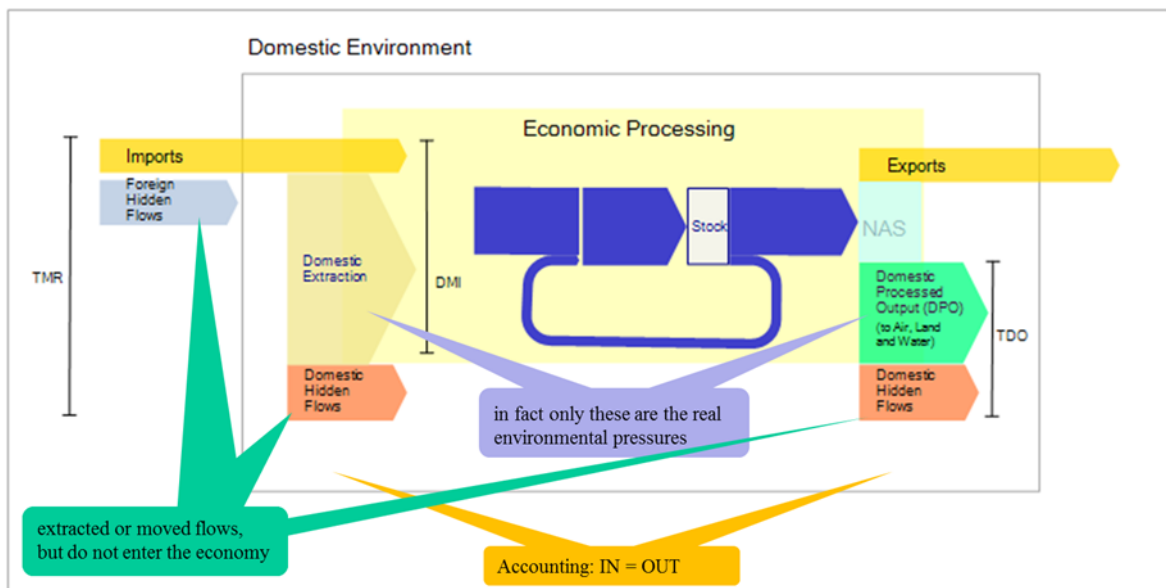 Domestic Environment
Economic Processing
Imports
Exports
Foreign
Hidden
Flows
Stock
NAS
Domestic
Extraction
TMR
DMI
Domestic
Processed
Output (DPO)
(to Air, Land
and Water)
TDO
Domestic
Hidden
Flows
Domestic
Hidden
Flows
in fact only these are the real
environmental pressures
extracted or moved flows,
but do not enter the economy
Accounting: IN = OUT